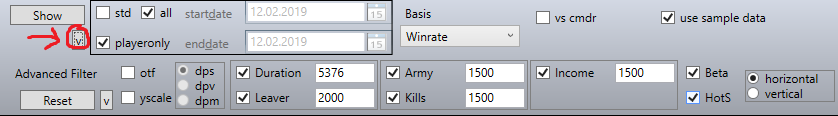 Show std all startdate 12.02.2019 15 Basis vs cmdr use sample data
v playeronly enddate 12.02.2019 15 Winrate
Advanced Filter otf dps Duration 5376 Army 1500 Income 1500 Beta horizontal
dpv
Reset v yscale dpm Leaver 2000 Kills 1500 HotS vertical